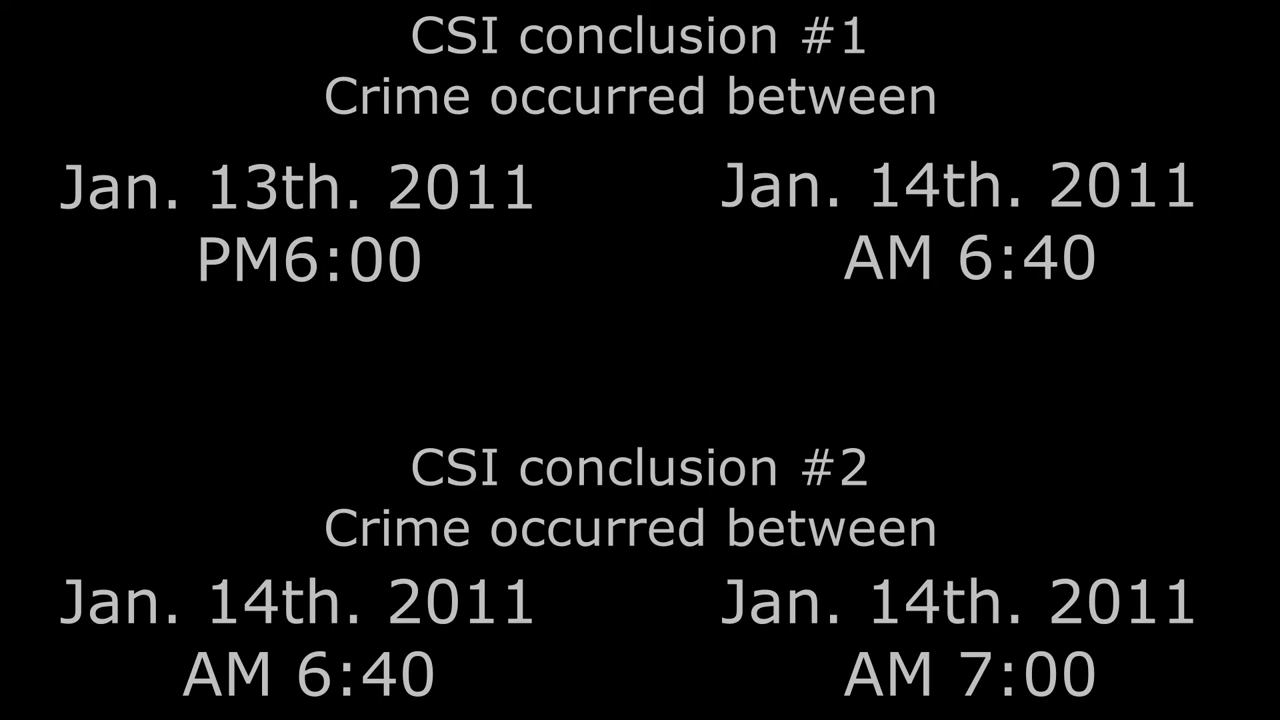 CSI conclusion #1
Crime occurred between
Jan. 13th. 2011
PM6:00
Jan. 14th. 2011
AM 6:40
CSI conclusion #2
Crime occurred between
Jan. 14th. 2011
AM 6:40
Jan. 14th. 2011
AM 7:00